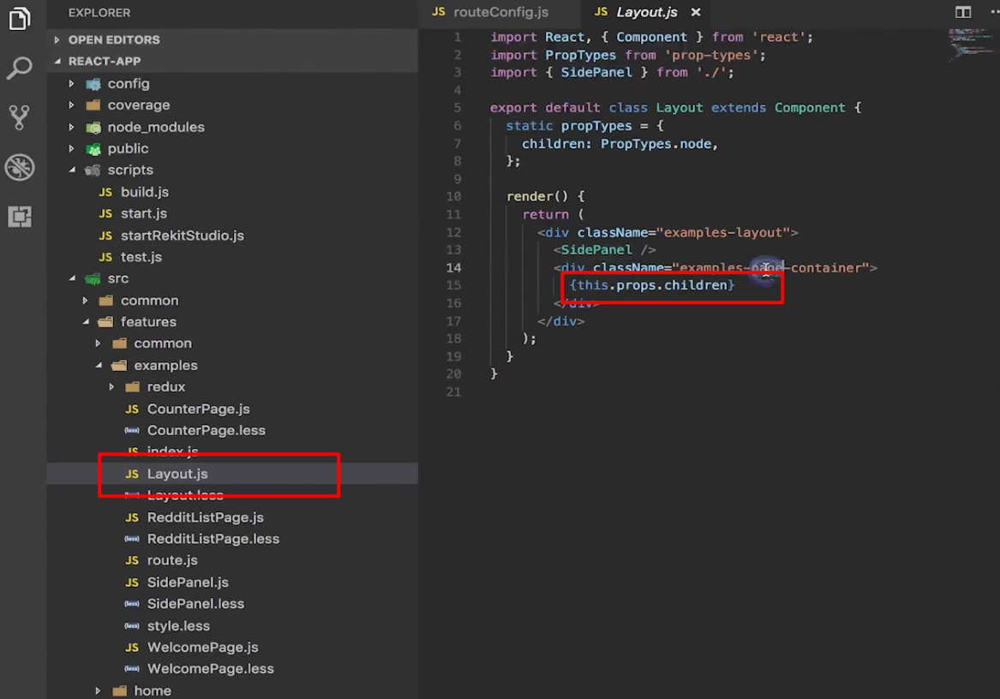 EXPLORER
OPEN EDITORS
REACT-APP
config
coverage
node_modules
public
scripts
JS build.js
JS start.js
JS startRekitStudio.js
JS test.js
src
common
features
common
examples
redux
JS CounterPage.js
{less} CounterPage.less
JS index.js
JS Layout.js
{less} Layout.less
JS RedditListPage.js
{less} RedditListPage.less
JS route.js
JS SidePanel.js
{less} SidePanel.less
{less} style.less
JS WelcomePage.js
{less} WelcomePage.less
home
JS routeConfig.js
JS Layout.js ×
1 import React, { Component } from 'react';
2 import PropTypes from 'prop-types';
3 import { SidePanel } from './';
4
5 export default class Layout extends Component {
6 static propTypes = {
7 children: PropTypes.node,
8 };
9
10 render() {
11 return (
12 <div className="examples-layout">
13 <SidePanel />
14 <div className="examples-page-container">
15 {this.props.children}
16 </div>
17 </div>
18 );
19 }
20 }
21